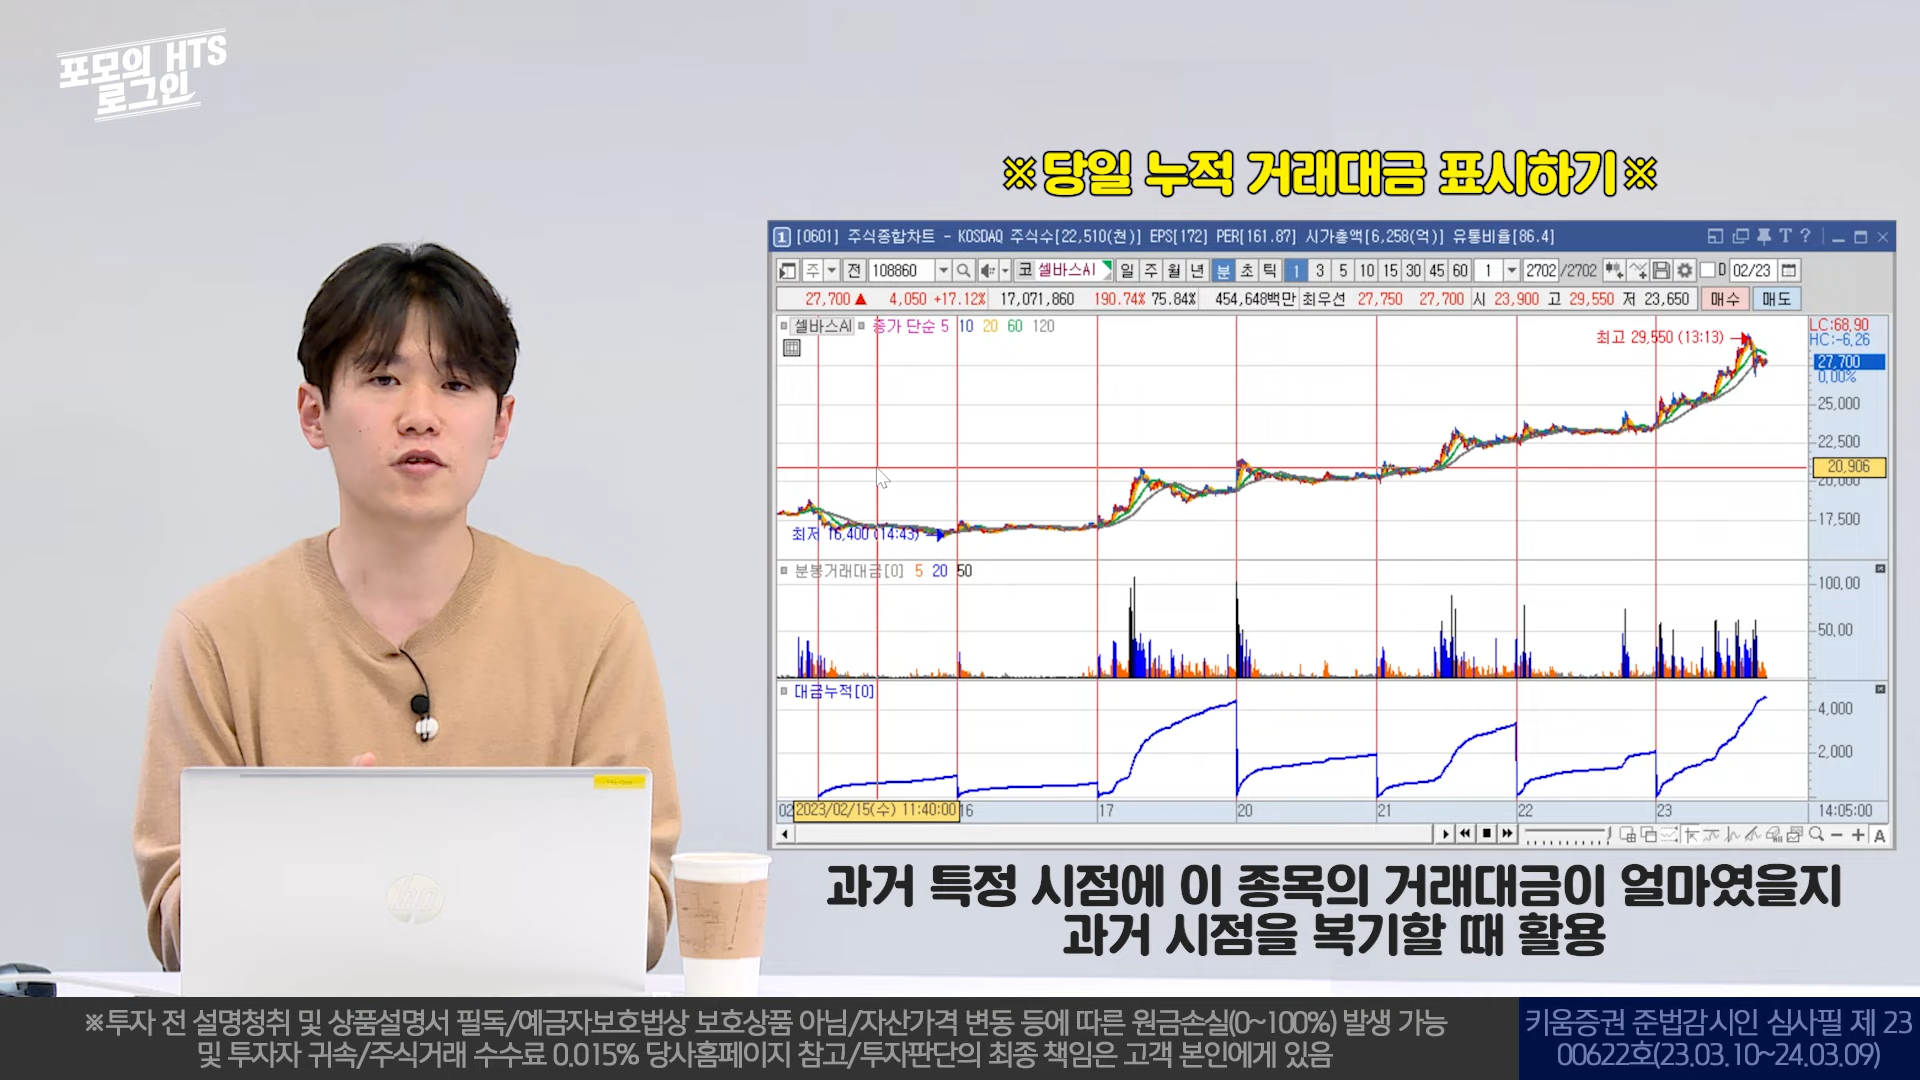 포모의 HTS
로그인
※당일 누적 거래대금 표시하기※
1 [0601] 주식종합차트 - KOSDAQ 주식수[22,510(천)] EPS[172] PER[161.87] 시가총액[6,258(억)] 유통비율[86.4]
주 전 108860 코 셀바스AI 일 주 월 년 분 초 틱 1 3 5 10 15 30 45 60 1 2702/2702 D 02/23
27,700 ▲ 4,050 +17.12% 17,071,860 190.74% 75.84% 454,648백만 최우선 27,750 27,700 시 23,900 고 29,550 저 23,650 매수 매도
셀바스AI 종가 단순 5 10 20 60 120
LC:68,90
최고 29,550 (13:13)
HC:-6,26
27,700
0,00%
25,000
22,500
20,906
20,000
17,500
최저 16,400 (14:43)
분봉거래대금[0] 5 20 50
100,00
50,00
대금누적[0]
4,000
2,000
02 2023/02/15(수) 11:40:00 16 17 20 21 22 23 14:05:00
A
과거 특정 시점에 이 종목의 거래대금이 얼마였을지
과거 시점을 복기할 때 활용
hp
※투자 전 설명청취 및 상품설명서 필독/예금자보호법상 보호상품 아님/자산가격 변동 등에 따른 원금손실(0~100%) 발생 가능
및 투자자 귀속/주식거래 수수료 0.015% 당사홈페이지 참고/투자판단의 최종 책임은 고객 본인에게 있음
키움증권 준법감시인 심사필 제 23
00622호(23.03.10~24.03.09)